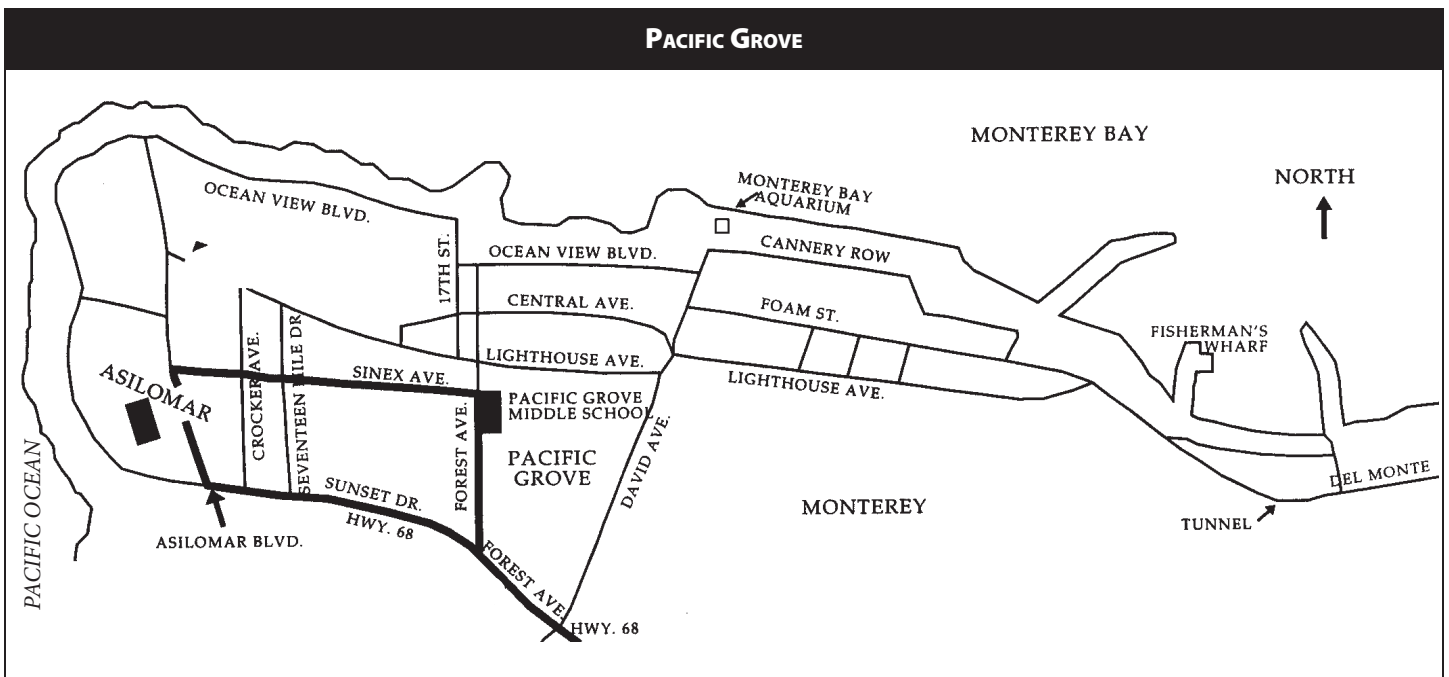 PACIFIC GROVE
MONTEREY BAY
NORTH
MONTEREY BAY
AQUARIUM
OCEAN VIEW BLVD.
CANNERY ROW
17TH ST.
OCEAN VIEW BLVD.
CENTRAL AVE.
FOAM ST.
FISHERMAN'S
WHARF
LIGHTHOUSE AVE.
LIGHTHOUSE AVE.
SINEX AVE.
ASILOMAR
CROCKER AVE.
SEVENTEEN MILE DR.
FOREST AVE.
PACIFIC GROVE
MIDDLE SCHOOL
PACIFIC
GROVE
DAVID AVE.
MONTEREY
DEL MONTE
TUNNEL
SUNSET DR.
HWY. 68
ASILOMAR BLVD.
PACIFIC OCEAN
FOREST AVE.
HWY. 68